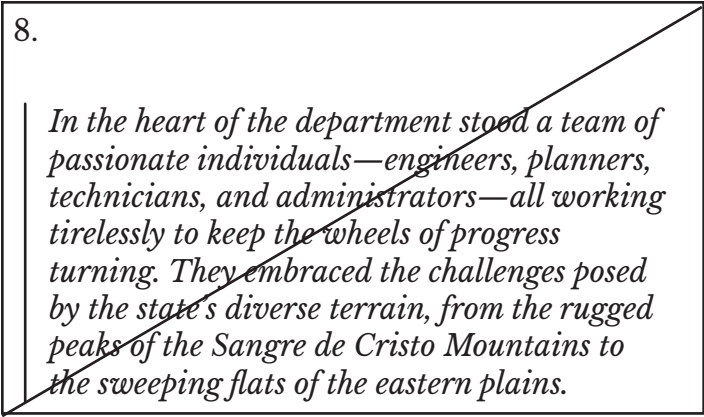 8.
In the heart of the department stood a team of
passionate individuals—engineers, planners,
technicians, and administrators—all working
tirelessly to keep the wheels of progress
turning. They embraced the challenges posed
by the state's diverse terrain, from the rugged
peaks of the Sangre de Cristo Mountains to
the sweeping flats of the eastern plains.